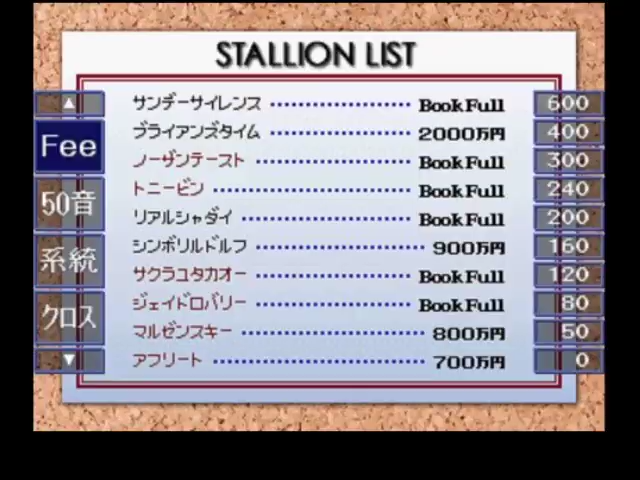 STALLION LIST
▲
Fee
50音
系統
クロス
▼
サンデーサイレンス BookFull
ブライアンズタイム 2000万円
ノーザンテースト BookFull
トニービン BookFull
リアルシャダイ BookFull
シンボリルドルフ 900万円
サクラユタカオー BookFull
ジェイドロバリー BookFull
マルゼンスキー 800万円
アフリート 700万円
600
400
300
240
200
160
120
80
50
0